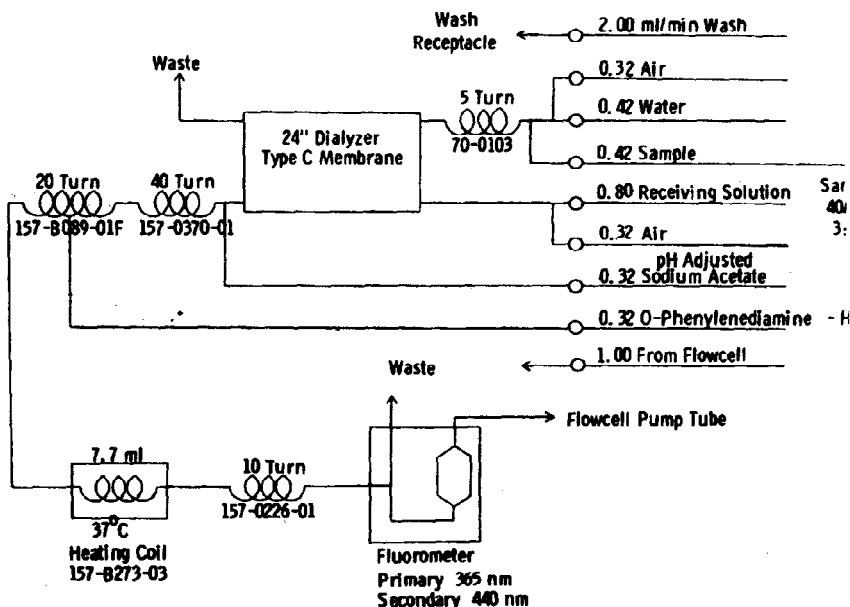 Wash
Receptacle
2.00 ml/min Wash
Waste
0.32 Air
5 Turn
0.42 Water
70-0103
24" Dialyzer
Type C Membrane
0.42 Sample
20 Turn
40 Turn
0.80 Receiving Solution
157-B089-01F
157-0370-01
0.32 Air
pH Adjusted
0.32 Sodium Acetate
0.32 O-Phenylenediamine - H
Waste
1.00 From Flowcell
Flowcell Pump Tube
7.7 ml
10 Turn
157-0226-01
37°C
Heating Coil
157-B273-03
Fluorometer
Primary 365 nm
Secondary 440 nm